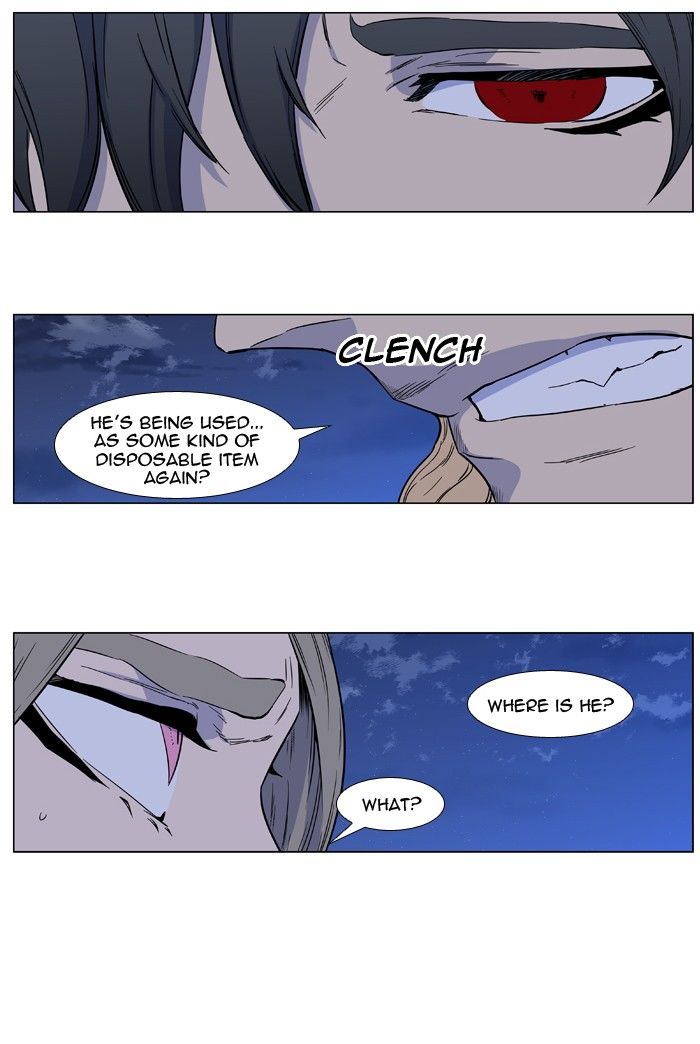 CLENCH
HE'S BEING USED...
AS SOME KIND OF
DISPOSABLE ITEM
AGAIN?
WHERE IS HE?
WHAT?